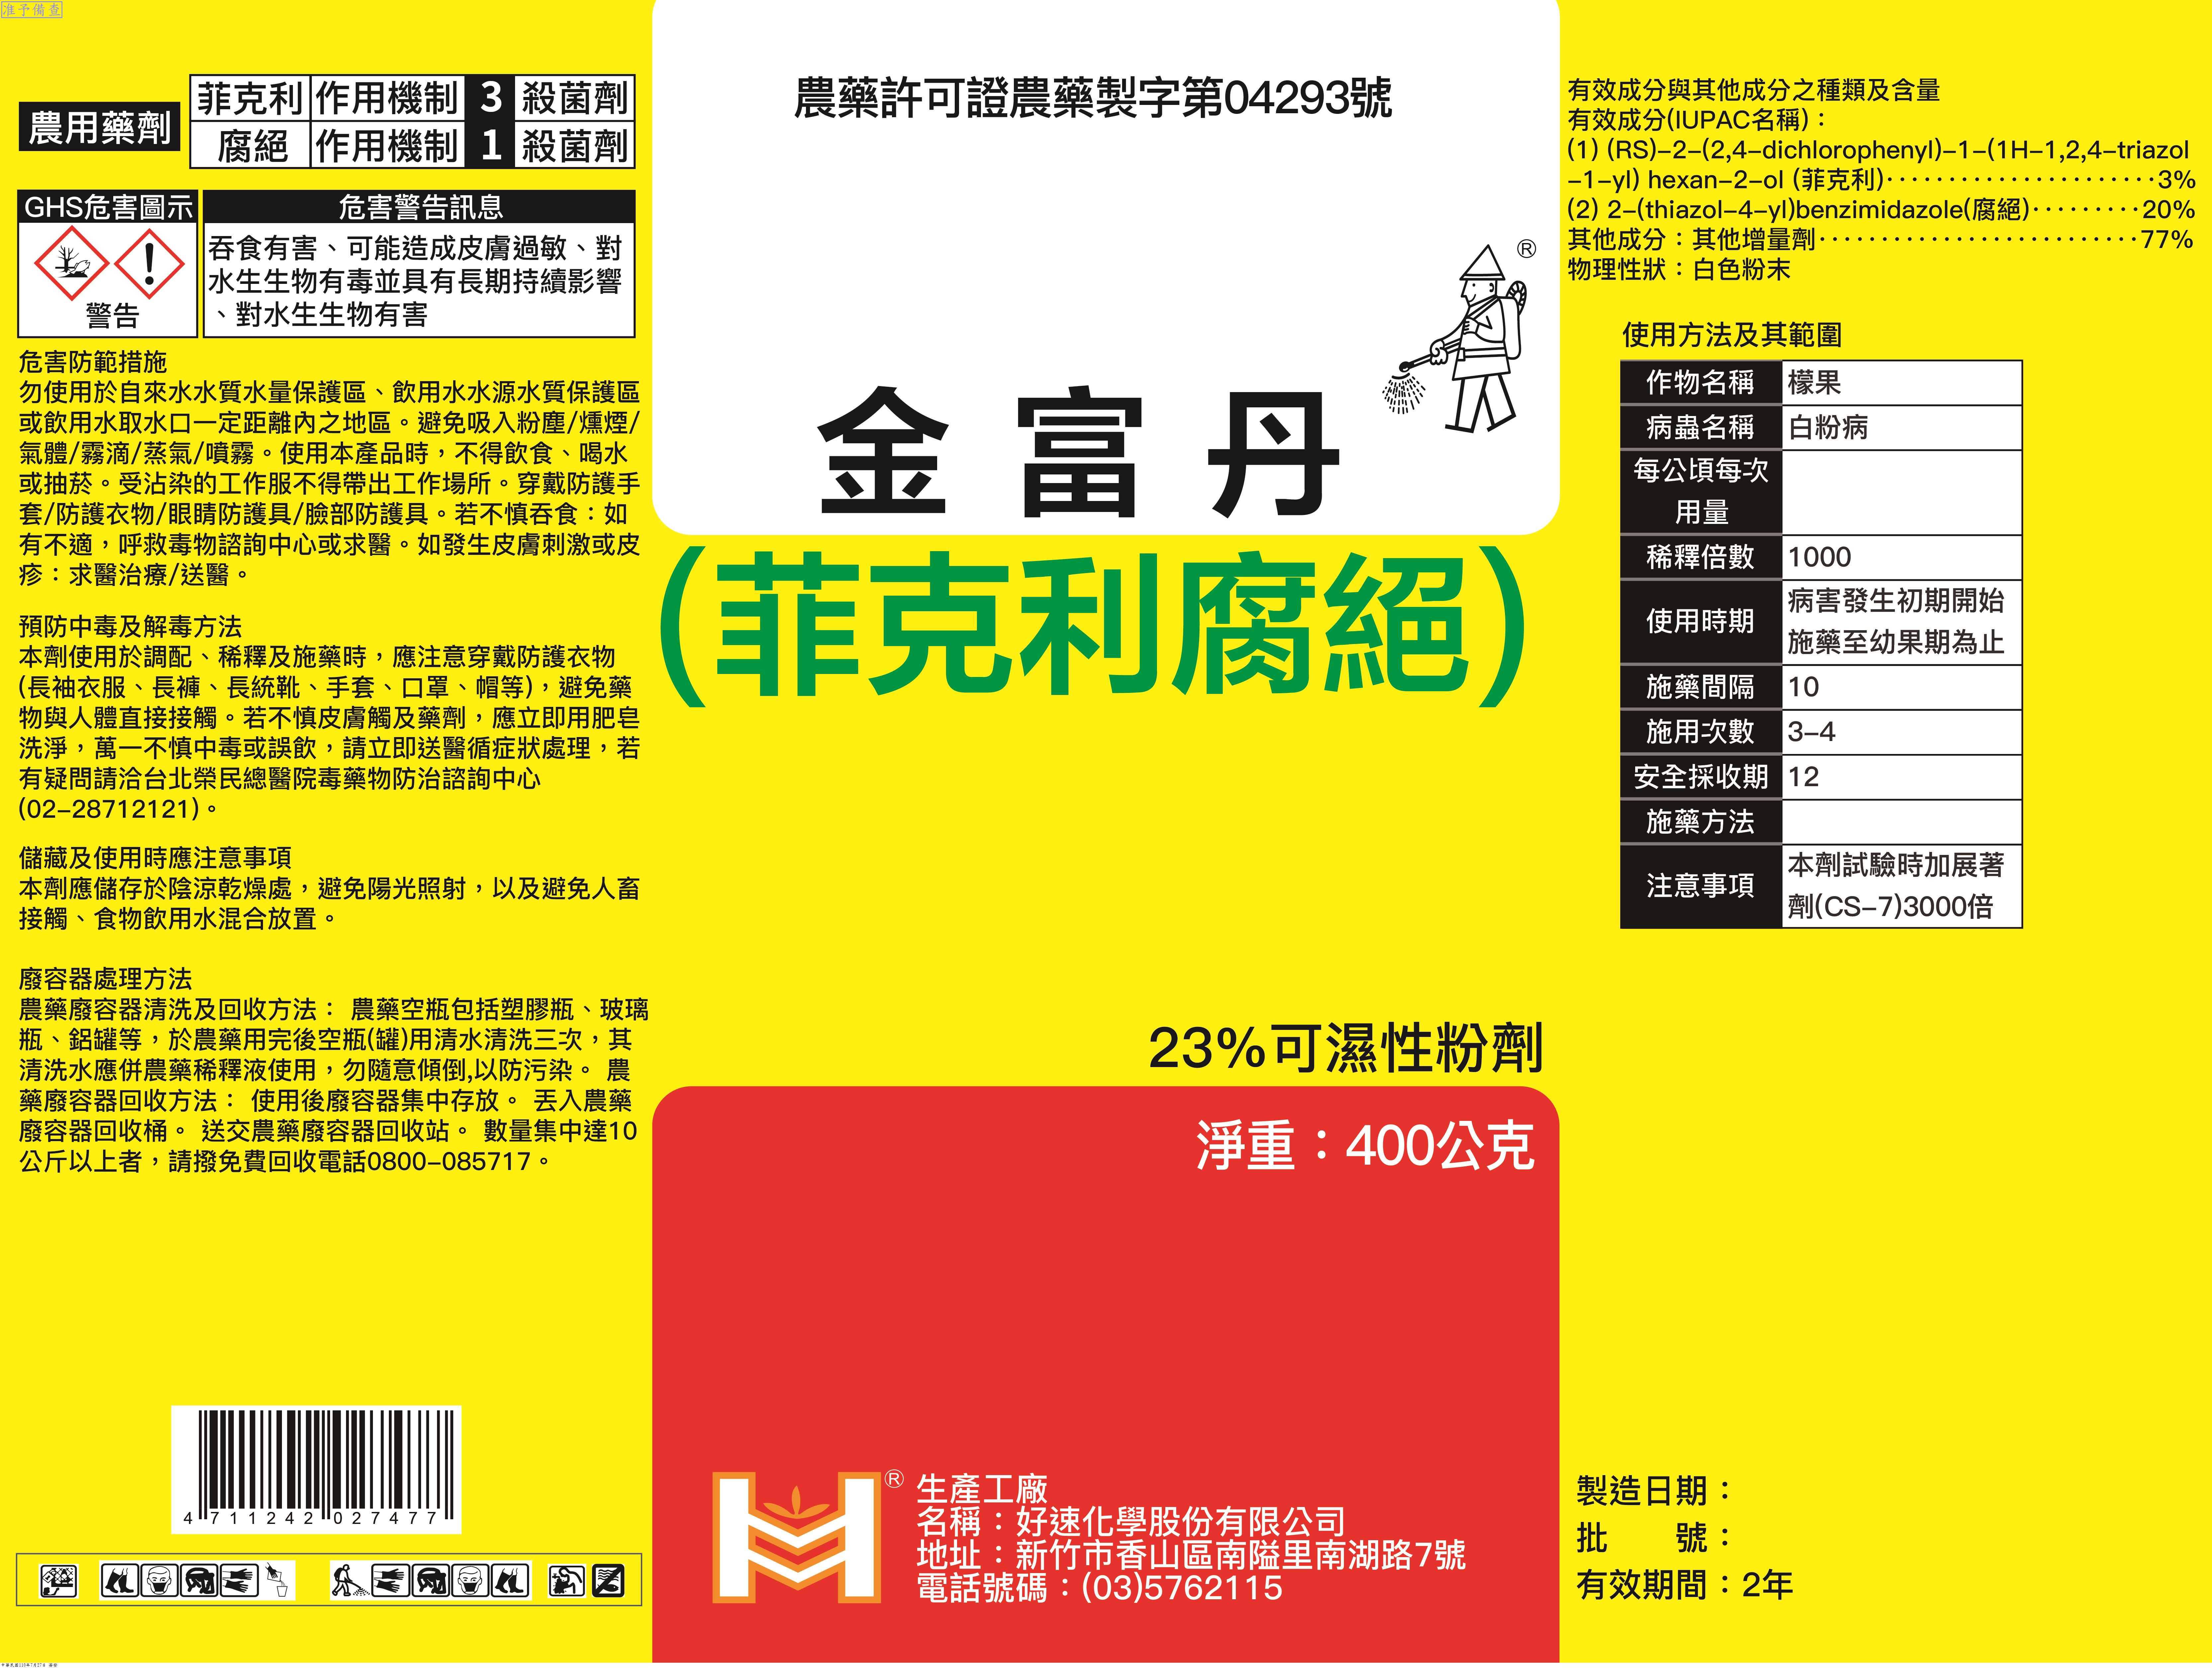 准予備查
農用藥劑
菲克利 作用機制 3 殺菌劑
腐絕 作用機制 1 殺菌劑
GHS危害圖示
警告
危害警告訊息
吞食有害、可能造成皮膚過敏、對
水生生物有毒並具有長期持續影響
、對水生生物有害
危害防範措施
勿使用於自來水水質水量保護區、飲用水水源水質保護區
或飲用水取水口一定距離內之地區。避免吸入粉塵/燻煙/
氣體/霧滴/蒸氣/噴霧。使用本產品時，不得飲食、喝水
或抽菸。受沾染的工作服不得帶出工作場所。穿戴防護手
套/防護衣物/眼睛防護具/臉部防護具。若不慎吞食：如
有不適，呼救毒物諮詢中心或求醫。如發生皮膚刺激或皮
疹：求醫治療/送醫。
預防中毒及解毒方法
本劑使用於調配、稀釋及施藥時，應注意穿戴防護衣物
(長袖衣服、長褲、長統靴、手套、口罩、帽等)，避免藥
物與人體直接接觸。若不慎皮膚觸及藥劑，應立即用肥皂
洗淨，萬一不慎中毒或誤飲，請立即送醫循症狀處理，若
有疑問請洽台北榮民總醫院毒藥物防治諮詢中心
(02-28712121)。
儲藏及使用時應注意事項
本劑應儲存於陰涼乾燥處，避免陽光照射，以及避免人畜
接觸、食物飲用水混合放置。
廢容器處理方法
農藥廢容器清洗及回收方法： 農藥空瓶包括塑膠瓶、玻璃
瓶、鋁罐等，於農藥用完後空瓶(罐)用清水清洗三次，其
清洗水應併農藥稀釋液使用，勿隨意傾倒,以防污染。 農
藥廢容器回收方法： 使用後廢容器集中存放。 丟入農藥
廢容器回收桶。 送交農藥廢容器回收站。 數量集中達10
公斤以上者，請撥免費回收電話0800-085717。
4 711242 027477
農藥許可證農藥製字第04293號
®
金富丹
(菲克利腐絕)
23%可濕性粉劑
淨重：400公克
®
生產工廠
名稱：好速化學股份有限公司
地址：新竹市香山區南隘里南湖路7號
電話號碼：(03)5762115
有效成分與其他成分之種類及含量
有效成分(IUPAC名稱)：
(1) (RS)-2-(2,4-dichlorophenyl)-1-(1H-1,2,4-triazol
-1-yl) hexan-2-ol (菲克利)······················3%
(2) 2-(thiazol-4-yl)benzimidazole(腐絕)·········20%
其他成分：其他增量劑··························77%
物理性狀：白色粉末
使用方法及其範圍
作物名稱 檬果
病蟲名稱 白粉病
每公頃每次
用量
稀釋倍數 1000
使用時期 病害發生初期開始
施藥至幼果期為止
施藥間隔 10
施用次數 3-4
安全採收期 12
施藥方法
注意事項 本劑試驗時加展著
劑(CS-7)3000倍
製造日期：
批 號：
有效期間：2年